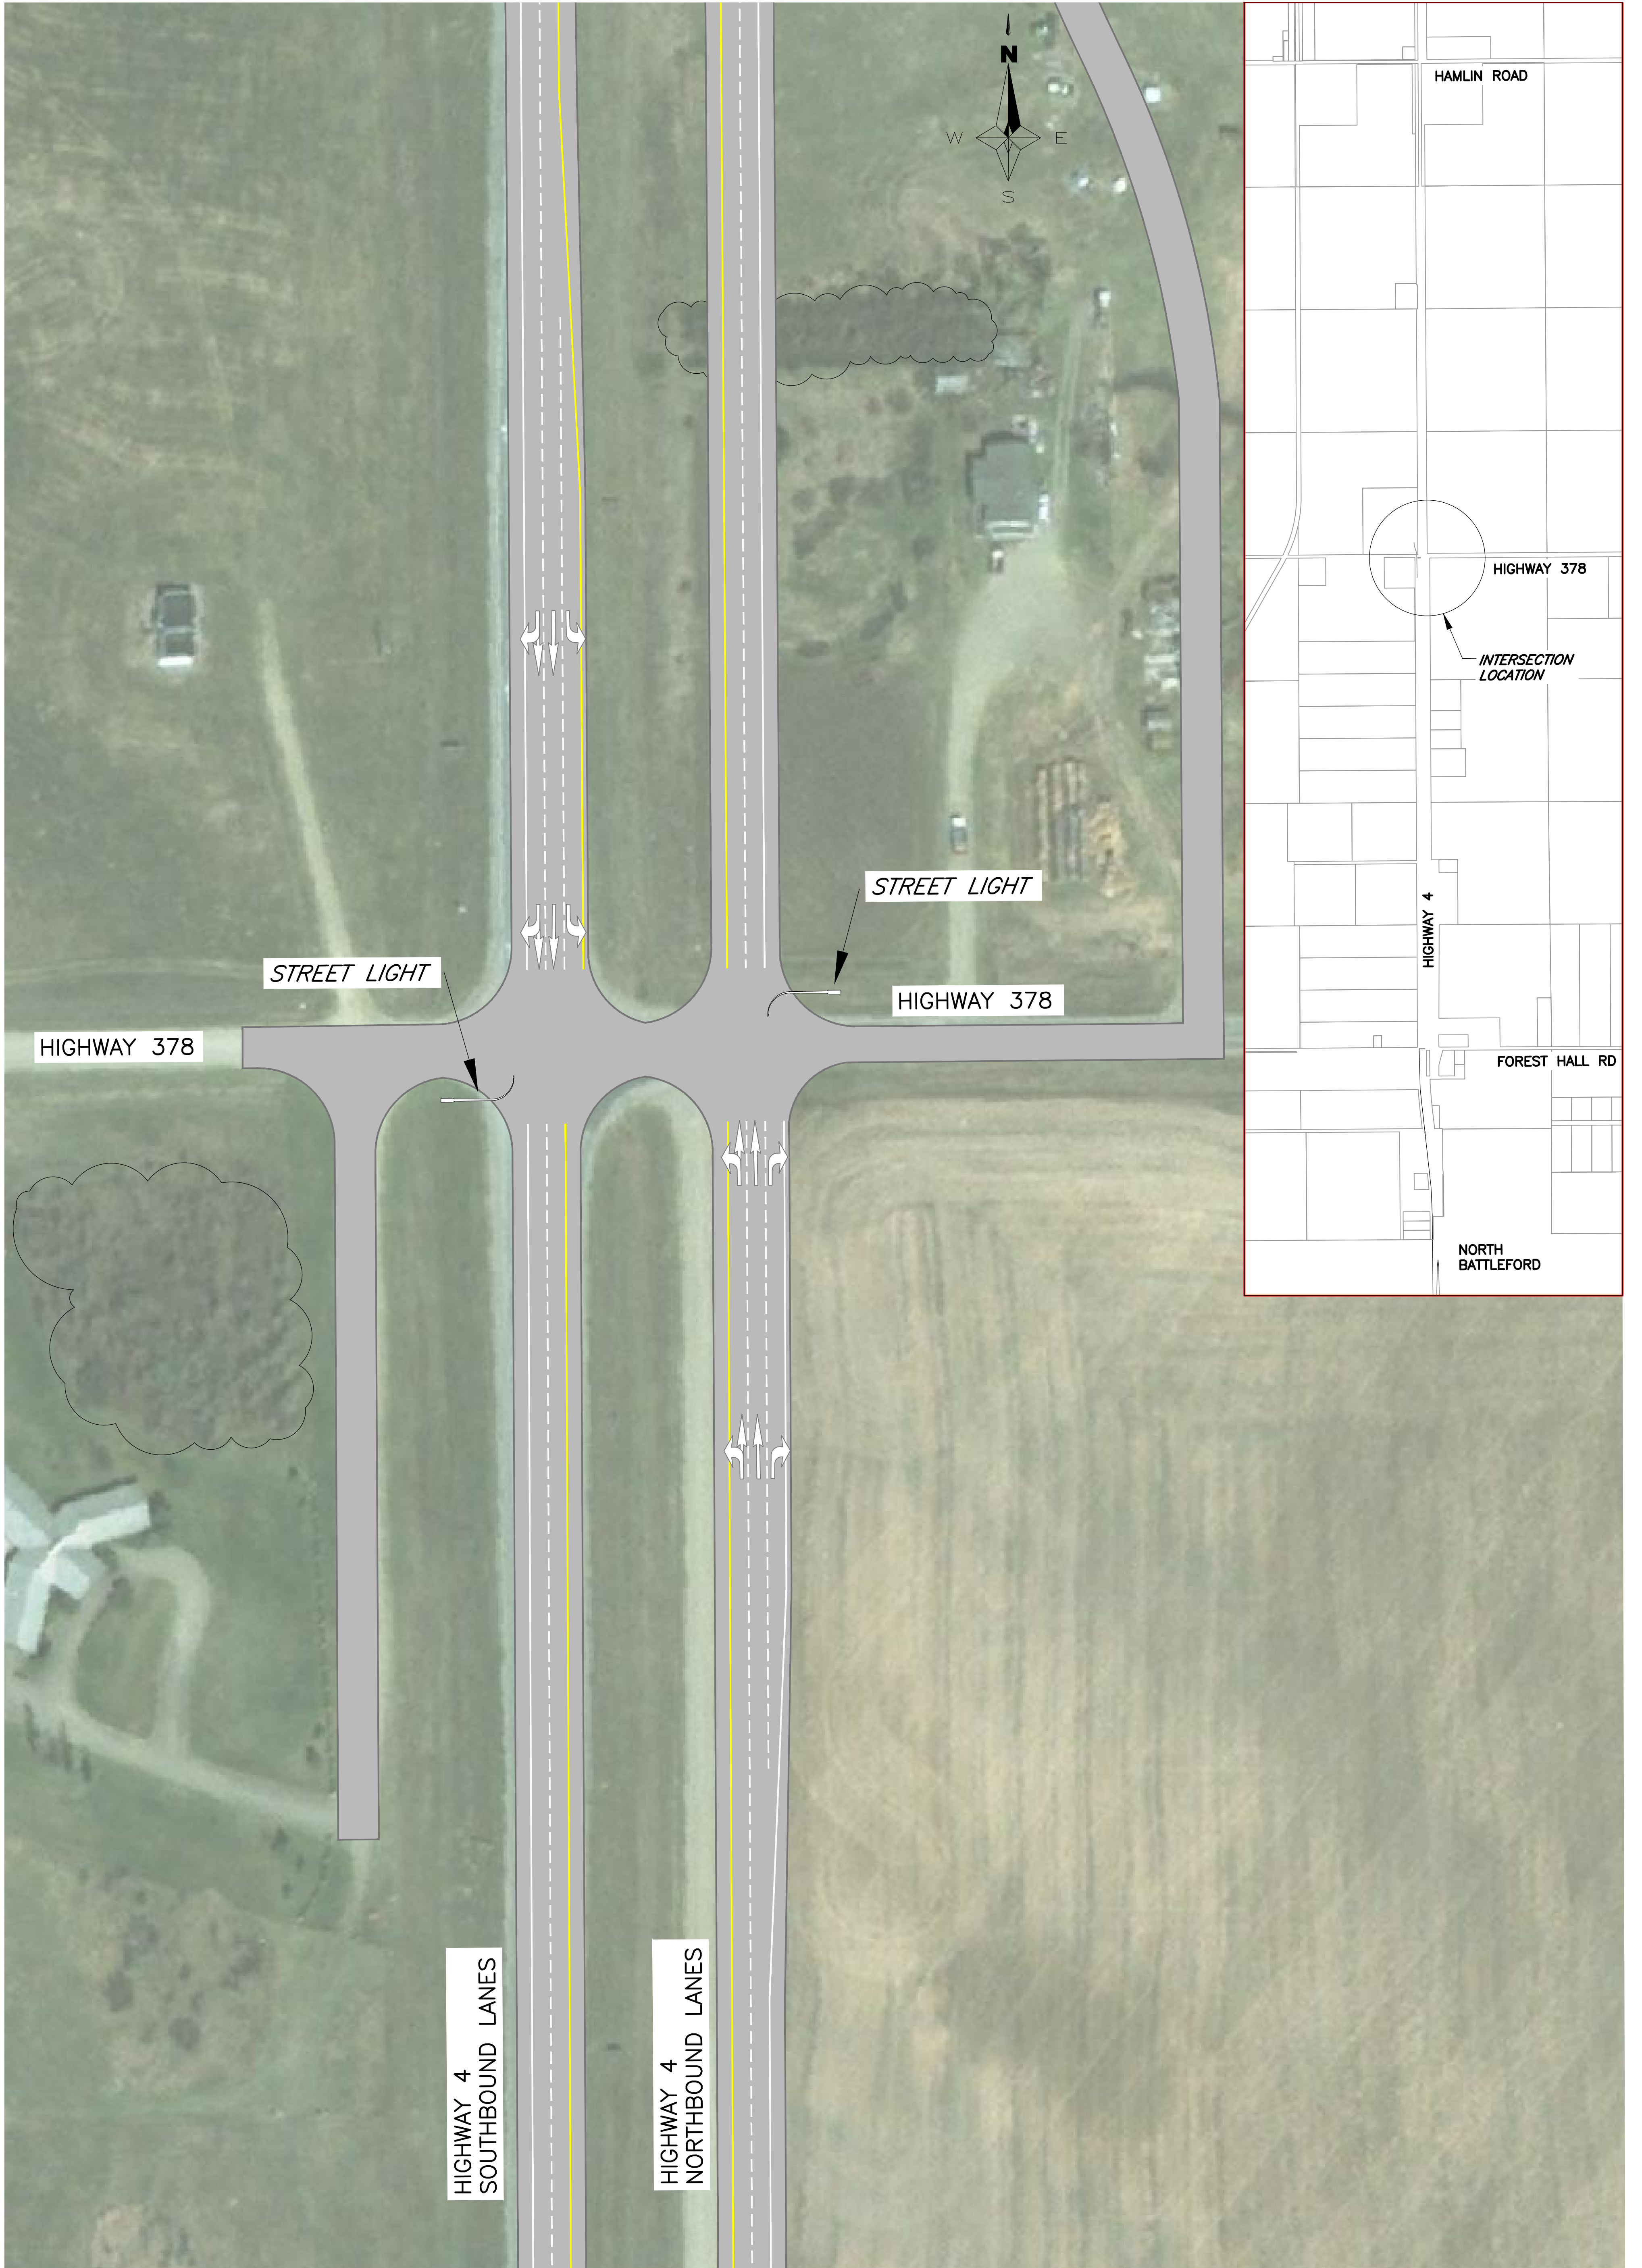 N
W E
S
HAMLIN ROAD
HIGHWAY 378
INTERSECTION
LOCATION
STREET LIGHT
HIGHWAY 4
STREET LIGHT
HIGHWAY 378
HIGHWAY 378
FOREST HALL RD
NORTH
BATTLEFORD
HIGHWAY 4
SOUTHBOUND LANES
HIGHWAY 4
NORTHBOUND LANES